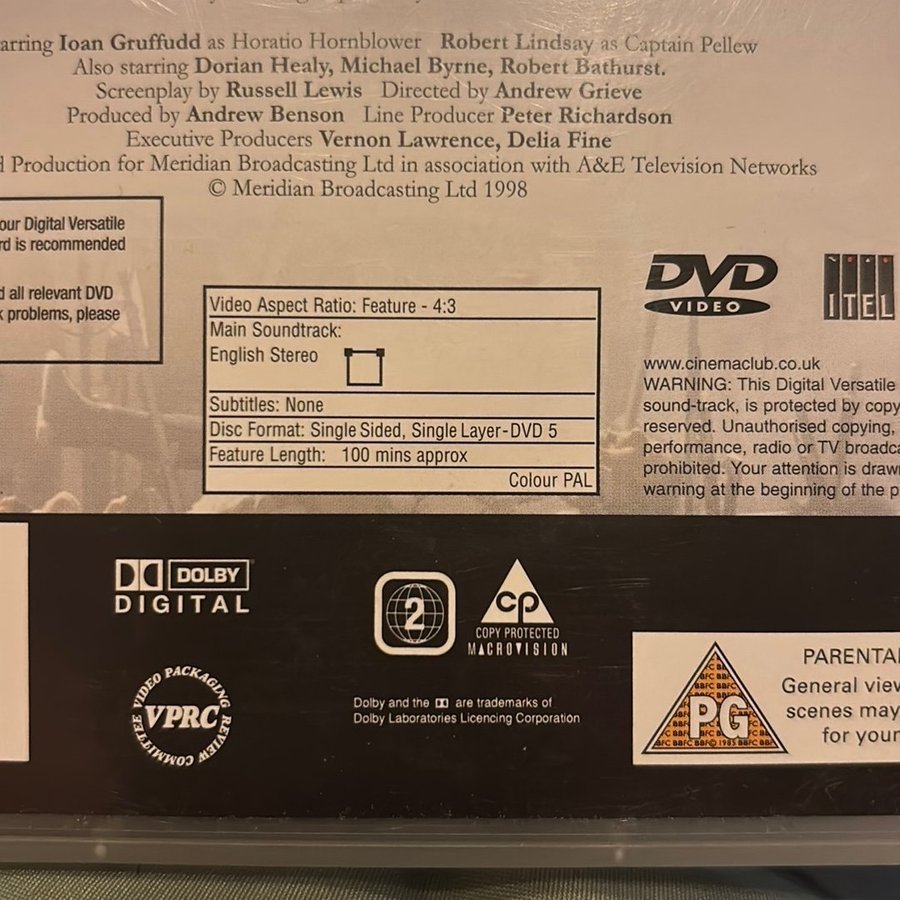 Ioan Gruffudd as Horatio Hornblower Robert Lindsay as Captain Pellew
Also starring Dorian Healy, Michael Byrne, Robert Bathurst.
Screenplay by Russell Lewis Directed by Andrew Grieve
Produced by Andrew Benson Line Producer Peter Richardson
Executive Producers Vernon Lawrence, Delia Fine
Production for Meridian Broadcasting Ltd in association with A&E Television Networks
© Meridian Broadcasting Ltd 1998
our Digital Versatile
rd is recommended
all relevant DVD
problems, please
Video Aspect Ratio: Feature - 4:3
Main Soundtrack:
English Stereo
Subtitles: None
Disc Format: Single Sided, Single Layer-DVD 5
Feature Length: 100 mins approx
Colour PAL
DVD
VIDEO
ITEL
www.cinemaclub.co.uk
WARNING: This Digital Versatile
sound-track, is protected by copy
reserved. Unauthorised copying,
performance, radio or TV broadca
prohibited. Your attention is draw
warning at the beginning of the p
DOLBY
DIGITAL
2
cp
COPY PROTECTED
MACROVISION
VIDEO PACKAGING REVIEW COMMITTEE
VPRC
Dolby and the are trademarks of
Dolby Laboratories Licencing Corporation
PG
BBFC © 1985 BBFC
PARENTAL
General view
scenes may
for your